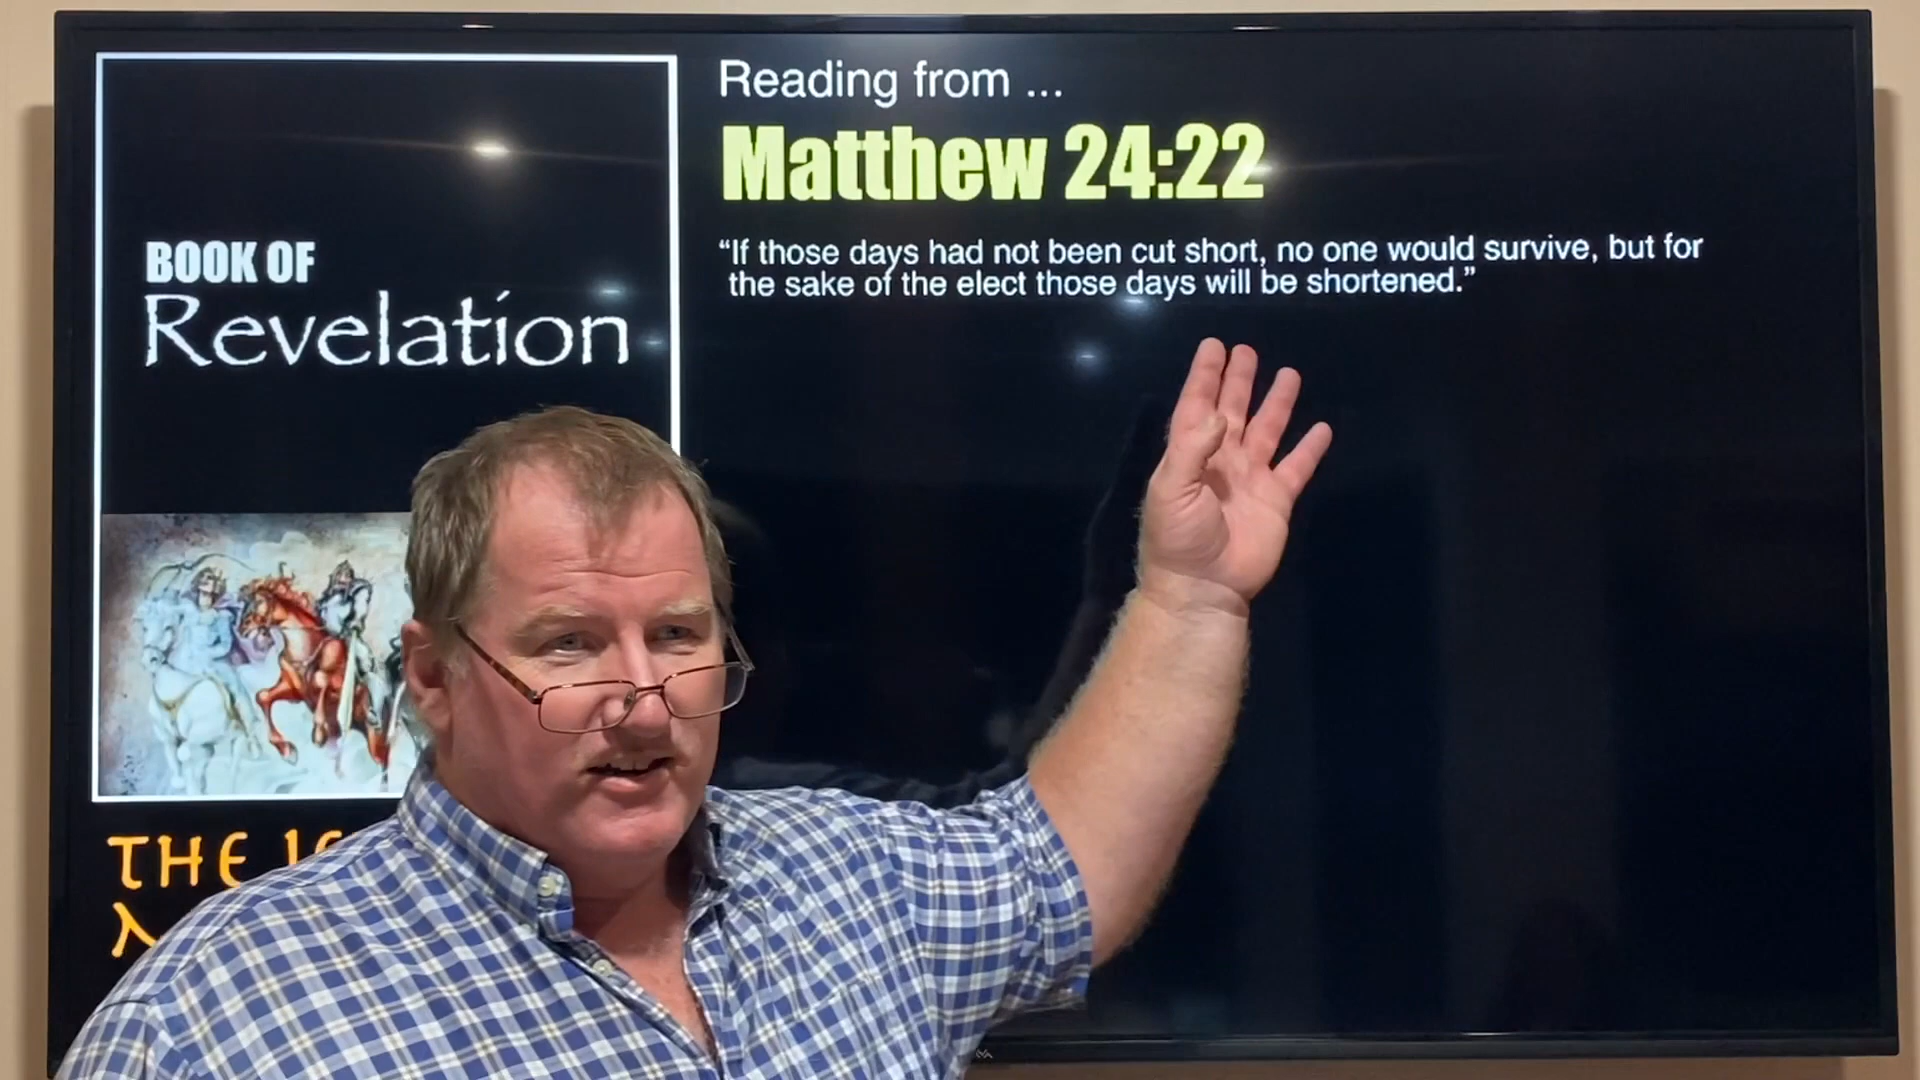 Reading from ...
Matthew 24:22
“If those days had not been cut short, no one would survive, but for
the sake of the elect those days will be shortened.”
BOOK OF
Revelation
THE